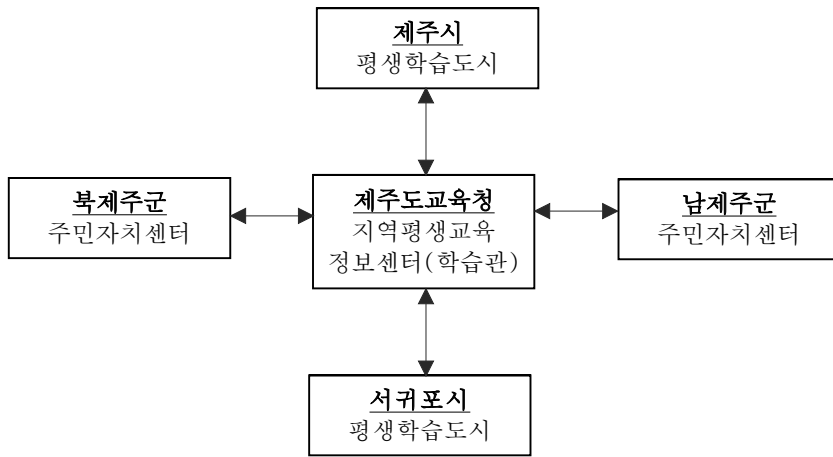 제주시
평생학습도시
북제주군
주민자치센터
제주도교육청
지역평생교육
정보센터(학습관)
남제주군
주민자치센터
서귀포시
평생학습도시